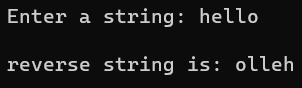 Enter a string: hello
reverse string is: olleh